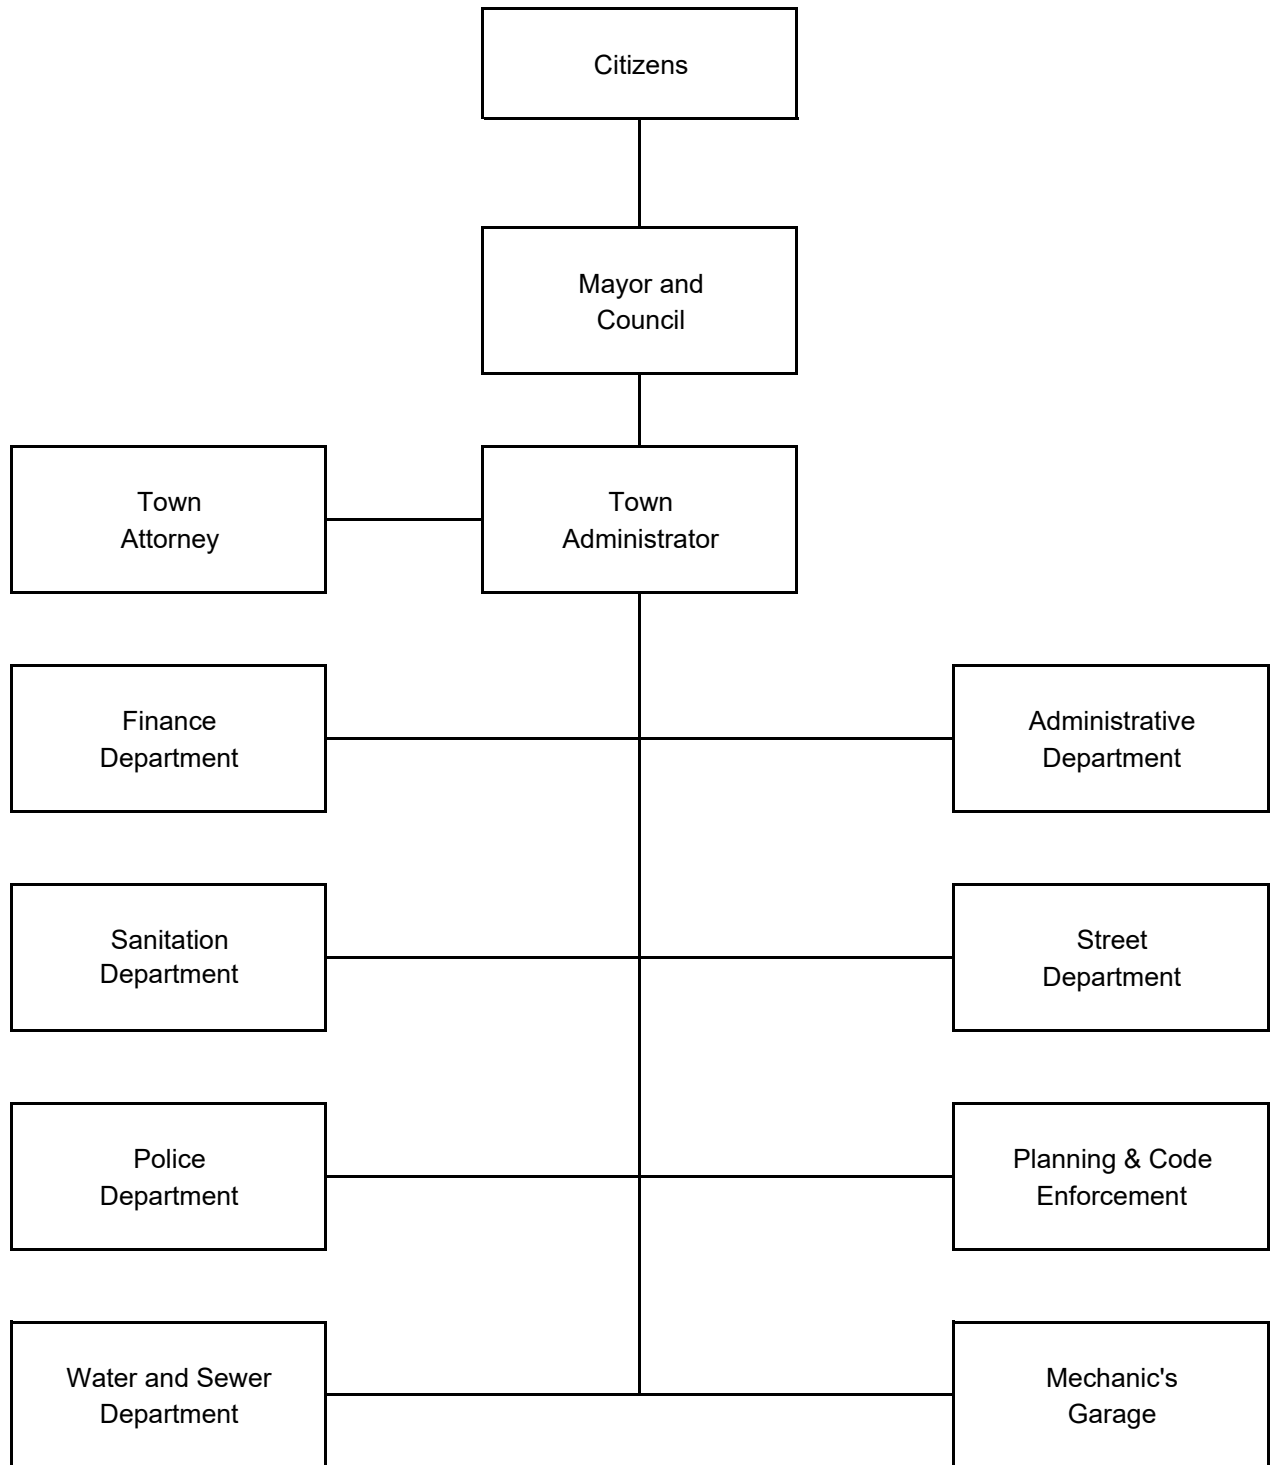 Citizens
Mayor and
Council
Town
Attorney
Town
Administrator
Finance
Department
Administrative
Department
Sanitation
Department
Street
Department
Police
Department
Planning & Code
Enforcement
Water and Sewer
Department
Mechanic's
Garage